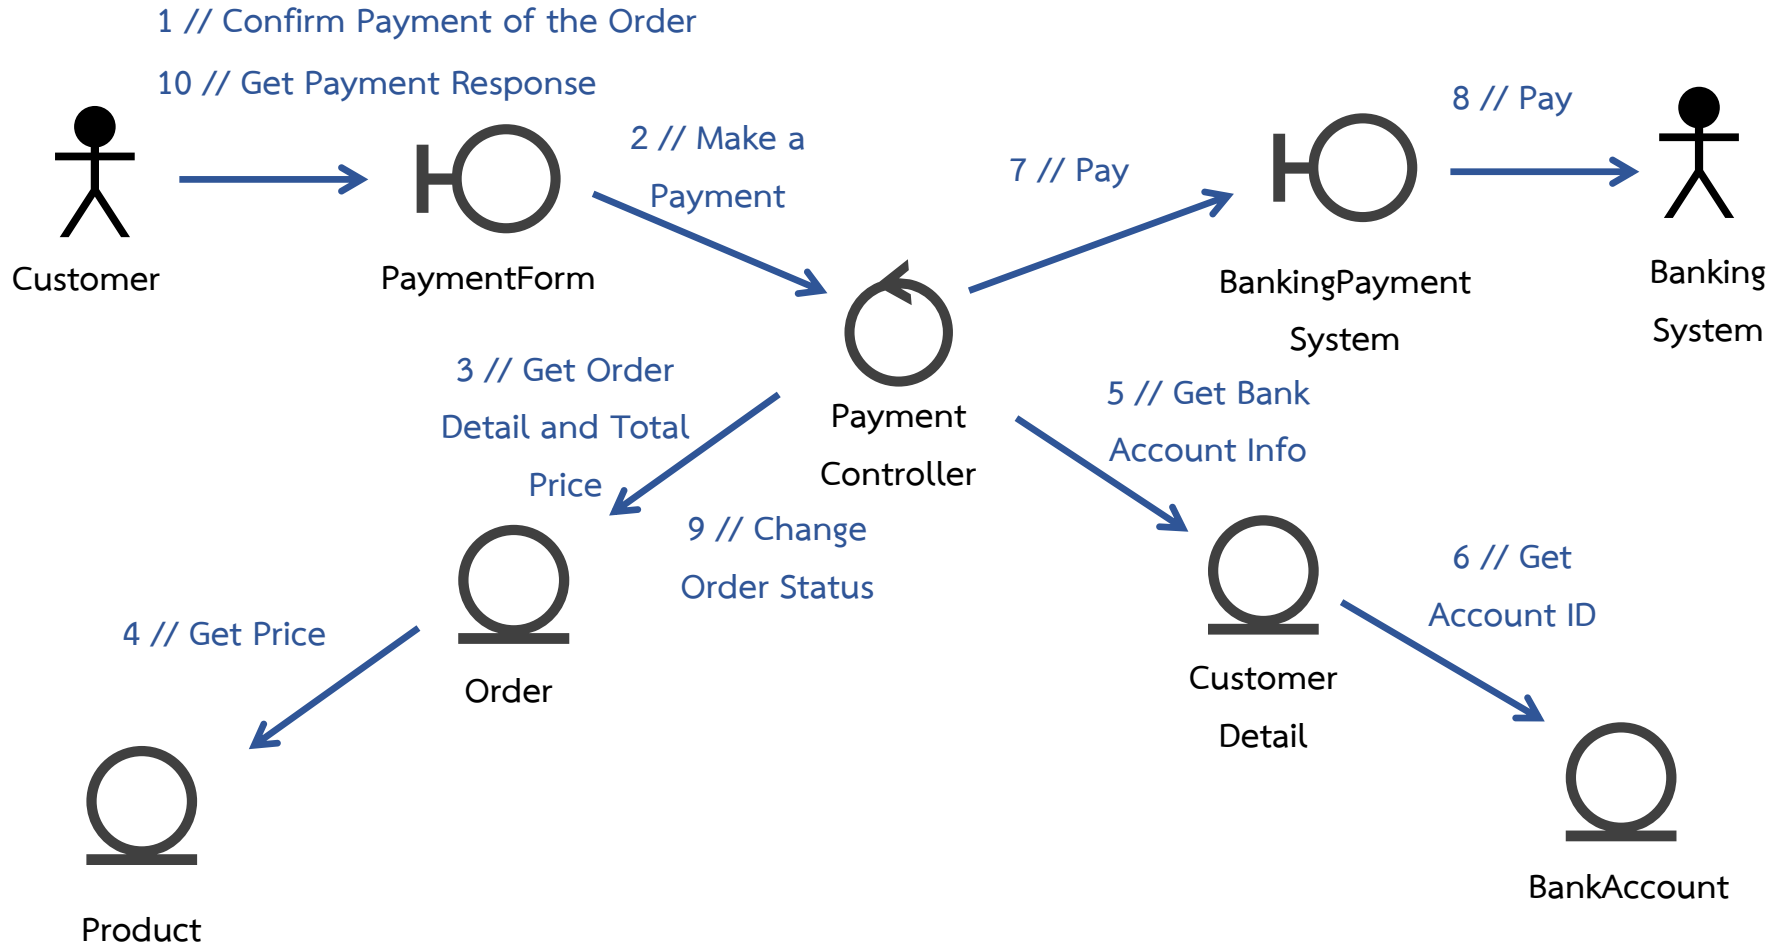 1 // Confirm Payment of the Order
10 // Get Payment Response
2 // Make a
Payment
7 // Pay
8 // Pay
Customer
PaymentForm
BankingPayment
System
Banking
System
3 // Get Order
Detail and Total
Price
Payment
Controller
5 // Get Bank
Account Info
9 // Change
Order Status
6 // Get
Account ID
4 // Get Price
Order
Customer
Detail
BankAccount
Product